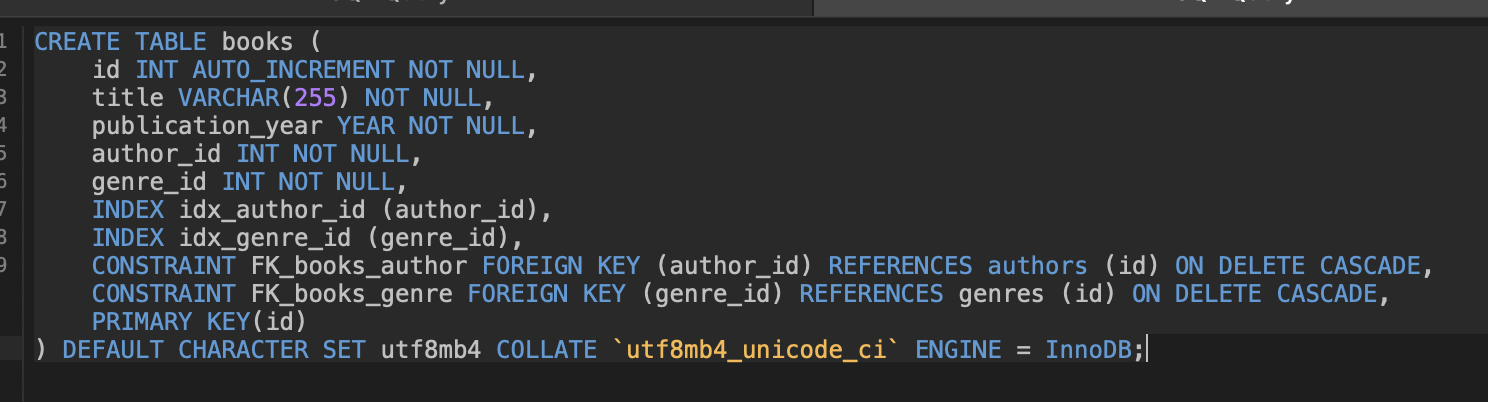 1 CREATE TABLE books (
2     id INT AUTO_INCREMENT NOT NULL,
3     title VARCHAR(255) NOT NULL,
4     publication_year YEAR NOT NULL,
5     author_id INT NOT NULL,
6     genre_id INT NOT NULL,
7     INDEX idx_author_id (author_id),
8     INDEX idx_genre_id (genre_id),
9     CONSTRAINT FK_books_author FOREIGN KEY (author_id) REFERENCES authors (id) ON DELETE CASCADE,
    CONSTRAINT FK_books_genre FOREIGN KEY (genre_id) REFERENCES genres (id) ON DELETE CASCADE,
    PRIMARY KEY(id)
) DEFAULT CHARACTER SET utf8mb4 COLLATE `utf8mb4_unicode_ci` ENGINE = InnoDB;